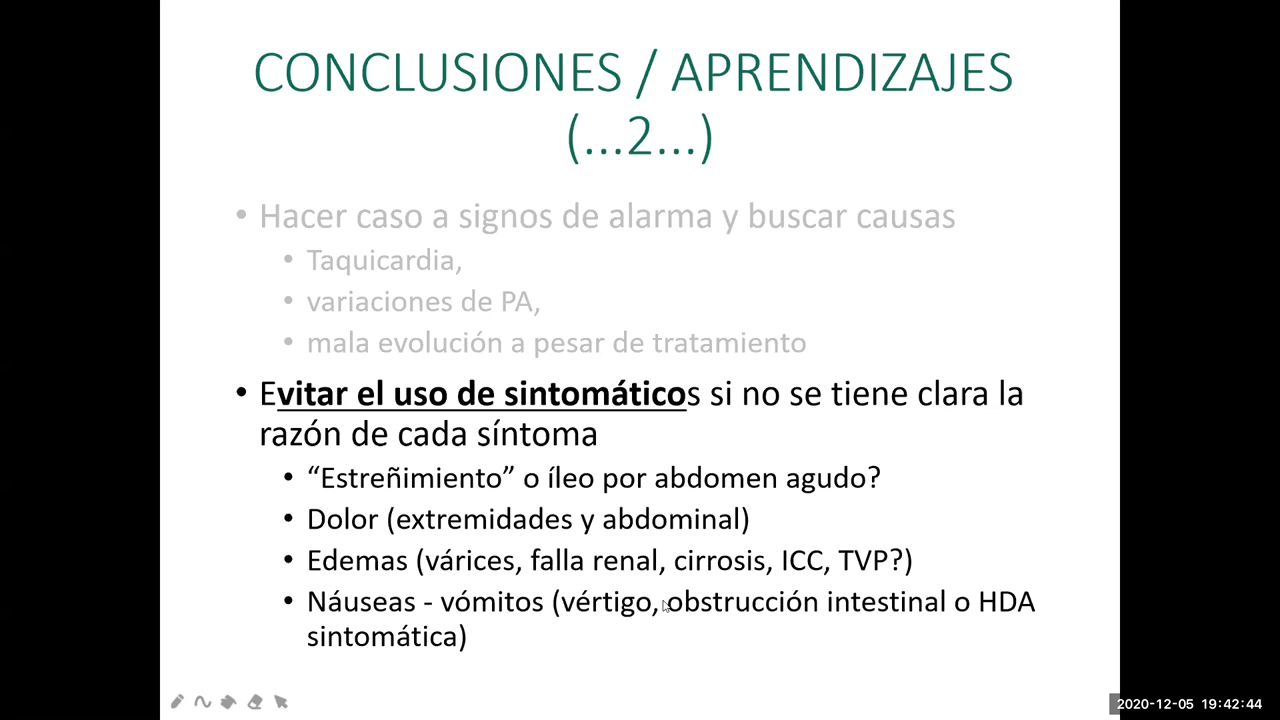 CONCLUSIONES / APRENDIZAJES
(...2...)
• Hacer caso a signos de alarma y buscar causas
• Taquicardia,
• variaciones de PA,
• mala evolución a pesar de tratamiento
• Evitar el uso de sintomáticos si no se tiene clara la
razón de cada síntoma
• “Estreñimiento” o íleo por abdomen agudo?
• Dolor (extremidades y abdominal)
• Edemas (várices, falla renal, cirrosis, ICC, TVP?)
• Náuseas - vómitos (vértigo, obstrucción intestinal o HDA
sintomática)
2020-12-05 19:42:44